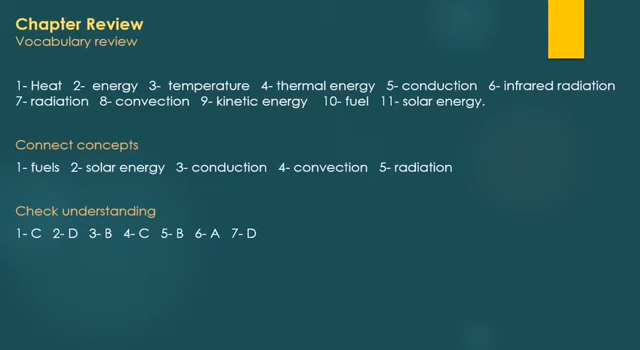 Chapter Review
Vocabulary review
1- Heat 2- energy 3- temperature 4- thermal energy 5- conduction 6- infrared radiation
7- radiation 8- convection 9- kinetic energy 10- fuel 11- solar energy.
Connect concepts
1- fuels 2- solar energy 3- conduction 4- convection 5- radiation
Check understanding
1- C 2- D 3- B 4- C 5- B 6- A 7- D